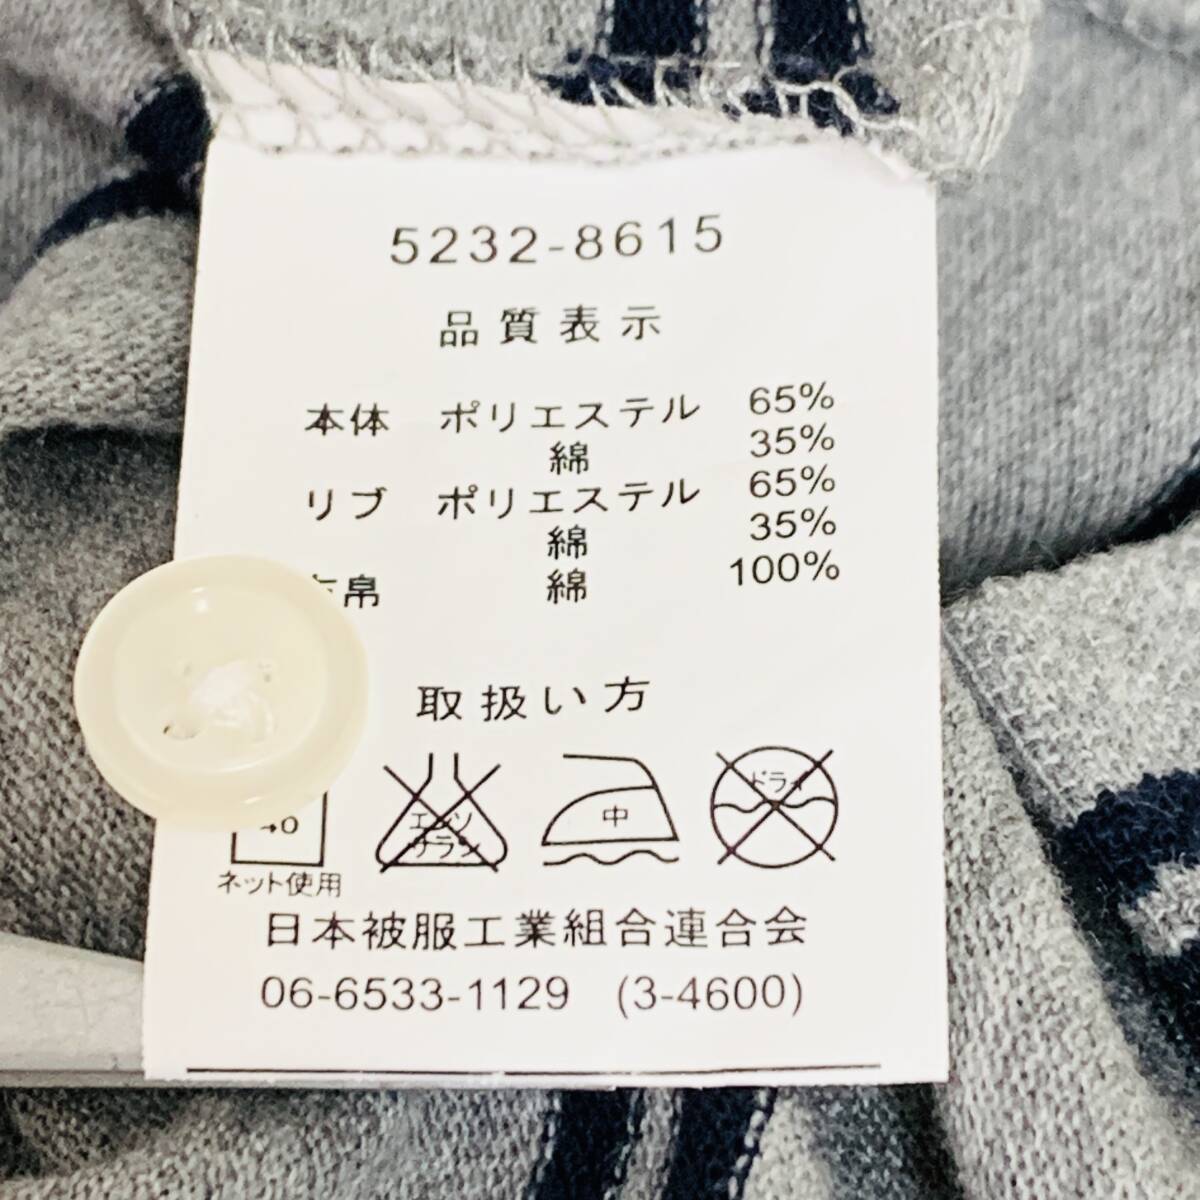 5232-8615
品質表示
本体 ポリエステル 65%
綿 35%
リブ ポリエステル 65%
綿 35%
帛 綿 100%
取扱い方
40
エンソ
サラシ
中
ドライ
ネット使用
日本被服工業組合連合会
06-6533-1129 (3-4600)